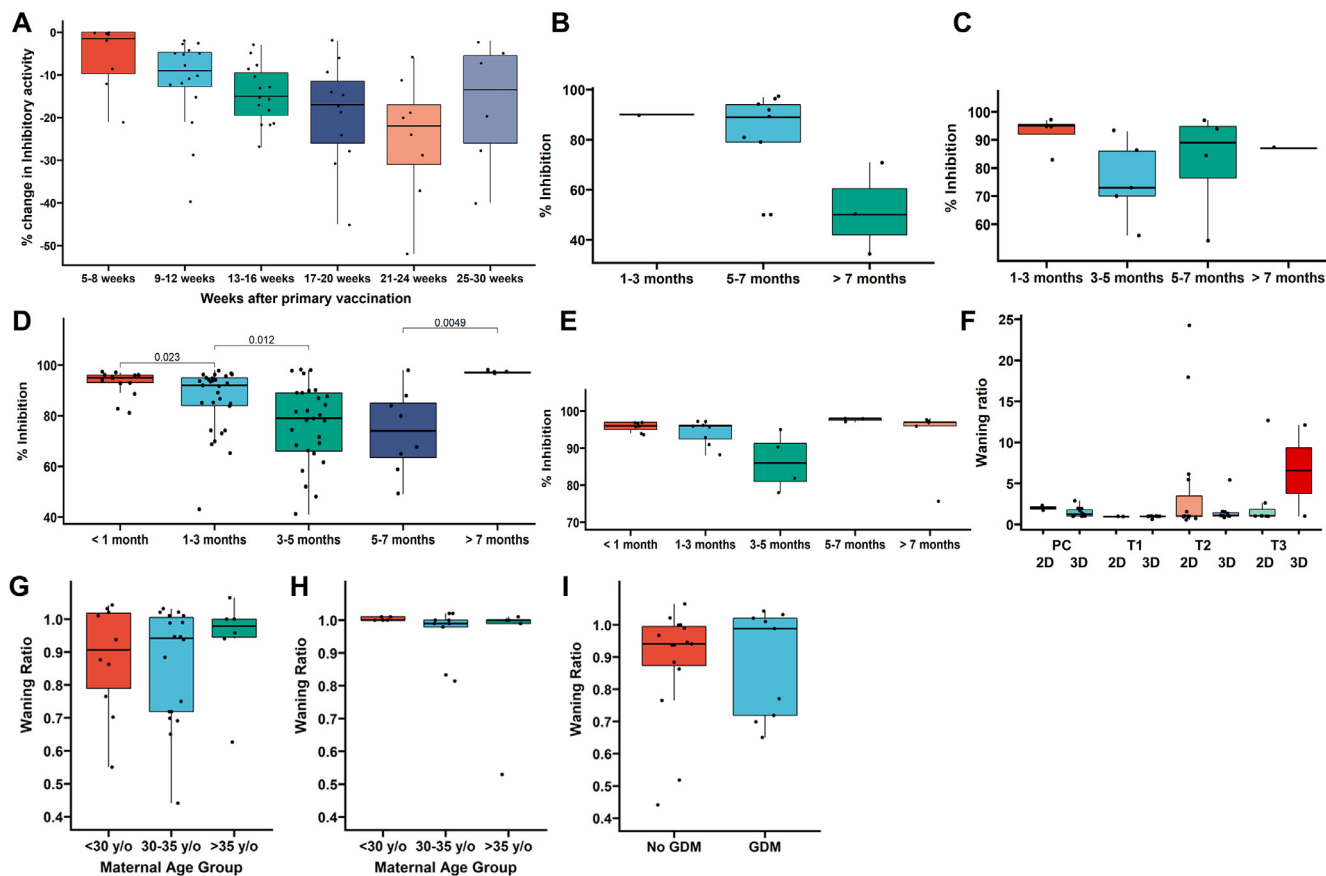 A
% change in Inhibitory activity
0
-10
-20
-30
-40
-50
5-8 weeks 9-12 weeks 13-16 weeks 17-20 weeks 21-24 weeks 25-30 weeks
Weeks after primary vaccination
B
% Inhibition
100
80
60
40
1-3 months 5-7 months > 7 months
C
% Inhibition
100
90
80
70
60
1-3 months 3-5 months 5-7 months > 7 months
D
% Inhibition
100
80
60
40
0.023
0.012
0.0049
< 1 month 1-3 months 3-5 months 5-7 months > 7 months
E
% Inhibition
100
90
80
70
< 1 month 1-3 months 3-5 months 5-7 months > 7 months
F
Waning ratio
25
20
15
10
5
0
PC T1 T2 T3
2D 3D 2D 3D 2D 3D 2D 3D
G
Waning Ratio
1.0
0.9
0.8
0.7
0.6
0.5
0.4
<30 y/o 30-35 y/o >35 y/o
Maternal Age Group
H
Waning Ratio
1.0
0.9
0.8
0.7
0.6
0.5
0.4
<30 y/o 30-35 y/o >35 y/o
Maternal Age Group
I
Waning Ratio
1.0
0.9
0.8
0.7
0.6
0.5
0.4
No GDM GDM